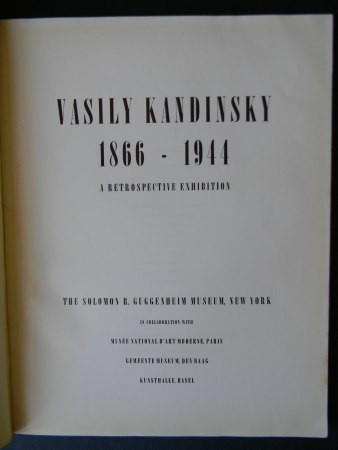 VASILY KANDINSKY
1866 - 1944
A RETROSPECTIVE EXHIBITION
THE SOLOMON R. GUGGENHEIM MUSEUM, NEW YORK
IN COLLABORATION WITH
MUSÉE NATIONAL D'ART MODERNE, PARIS
GEMEENTE MUSEUM, DEN HAAG
KUNSTHALLE, BASEL